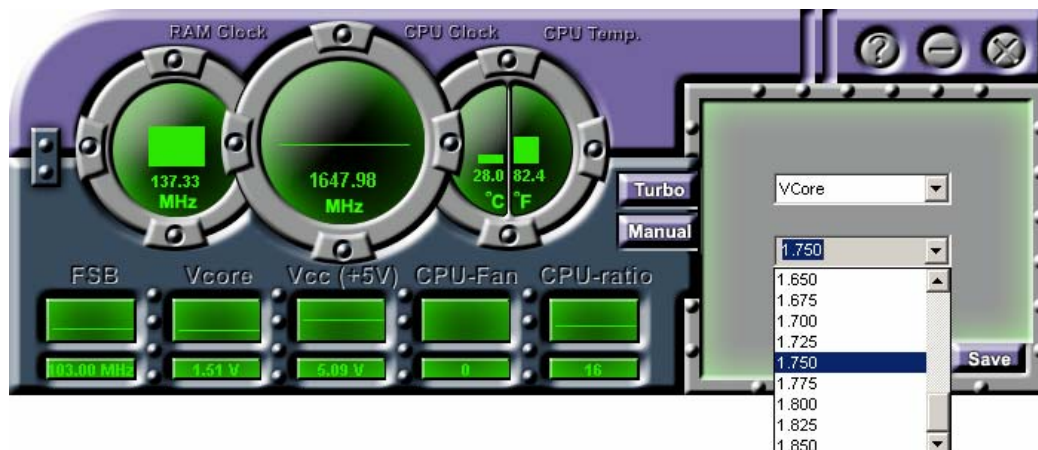 RAM Clock
CPU Clock
CPU Temp.
?
137.33
MHz
1647.98
MHz
28.0 82.4
°C °F
Turbo
Manual
VCore
1.750
1.650
1.675
1.700
1.725
1.750
1.775
1.800
1.825
1.850
Save
FSB
Vcore
Vcc (+5V)
CPU-Fan
CPU-ratio
103.00 MHz
1.51 V
5.09 V
0
16